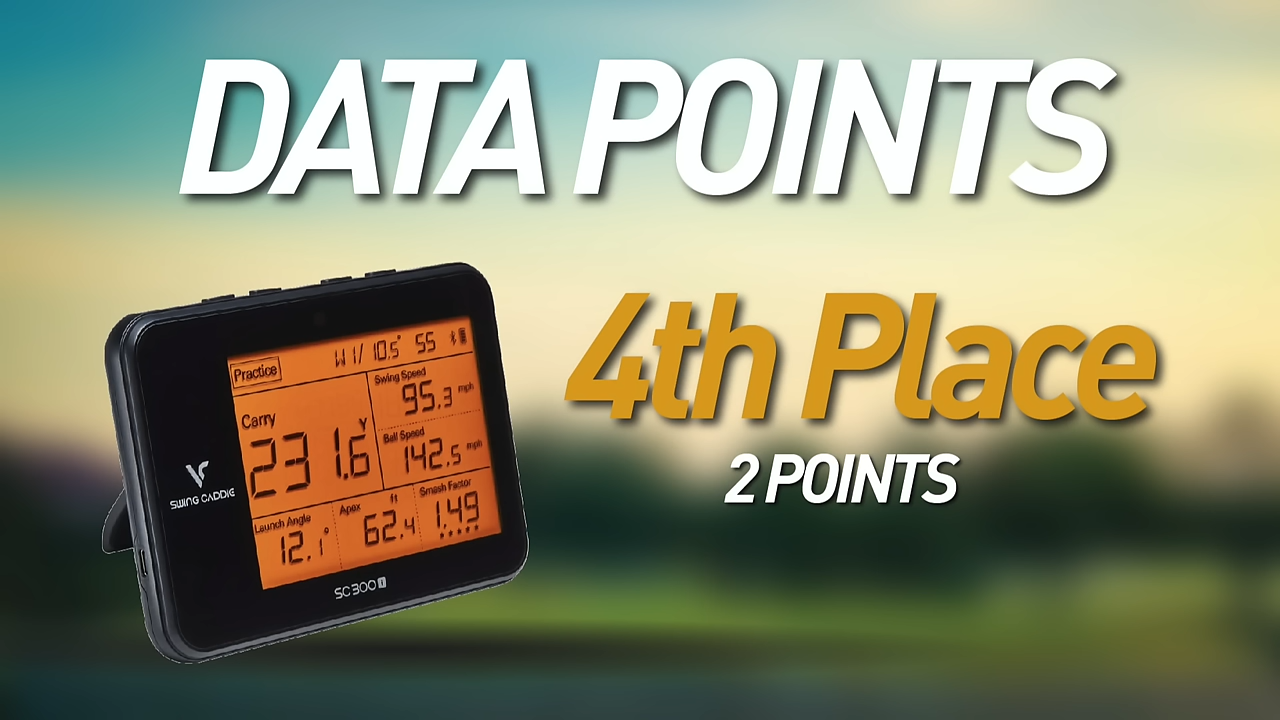 DATA POINTS
4th Place
2 POINTS
Practice
W 1/ 10.5° SS
Carry
231.6 Y
Swing Speed
95.3 mph
Ball Speed
142.5 mph
Launch Angle
12.1°
Apex
ft
62.4
Smash Factor
1.49
SWING CADDIE
SC300i